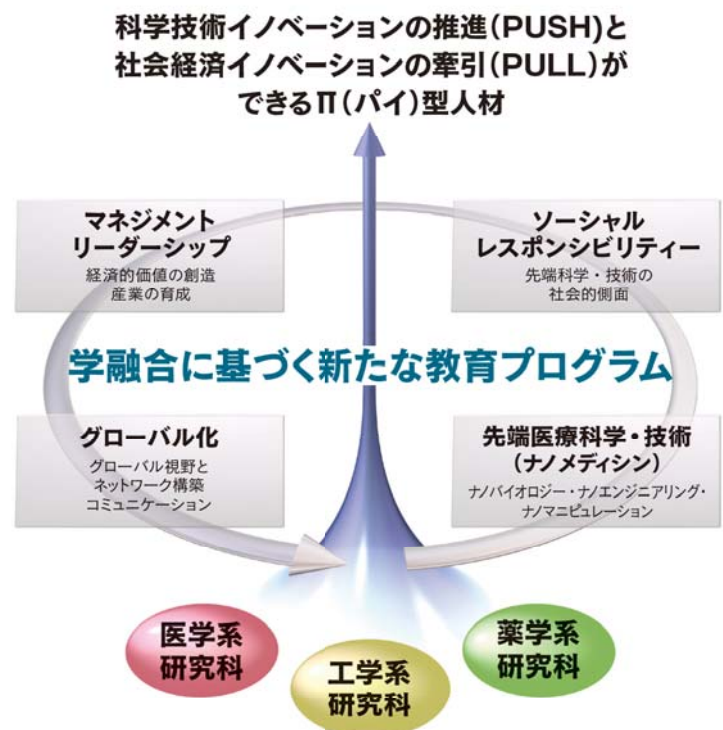 科学技術イノベーションの推進(PUSH)と
社会経済イノベーションの牽引(PULL)が
できるΠ(パイ)型人材
マネジメント
リーダーシップ
経済的価値の創造
産業の育成
ソーシャル
レスポンシビリティー
先端科学・技術の
社会的側面
学融合に基づく新たな教育プログラム
グローバル化
グローバル視野と
ネットワーク構築
コミュニケーション
先端医療科学・技術
(ナノメディシン)
ナノバイオロジー・ナノエンジニアリング・
ナノマニピュレーション
医学系
研究科
工学系
研究科
薬学系
研究科